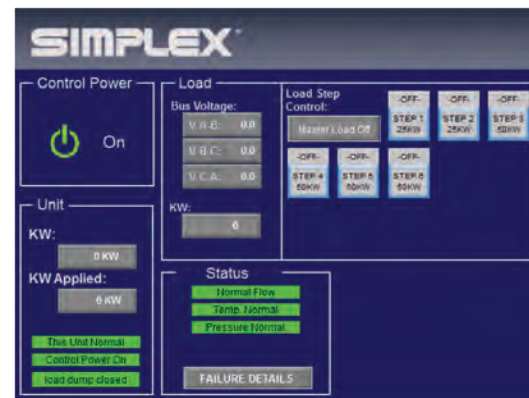 SIMPLEX
Control Power
On
Load
Bus Voltage:
V A-B: 0.0
V B-C: 0.0
V C-A: 0.0
KW:
0
Load Step
Control:
Master Load Off
-OFF-
STEP 1
25KW
-OFF-
STEP 2
25KW
-OFF-
STEP 3
50KW
-OFF-
STEP 4
50KW
-OFF-
STEP 5
50KW
-OFF-
STEP 6
50KW
Unit
KW:
0 KW
KW Applied:
0 KW
This Unit Normal
Control Power On
load dump closed
Status
Normal Flow
Temp. Normal
Pressure Normal
FAILURE DETAILS